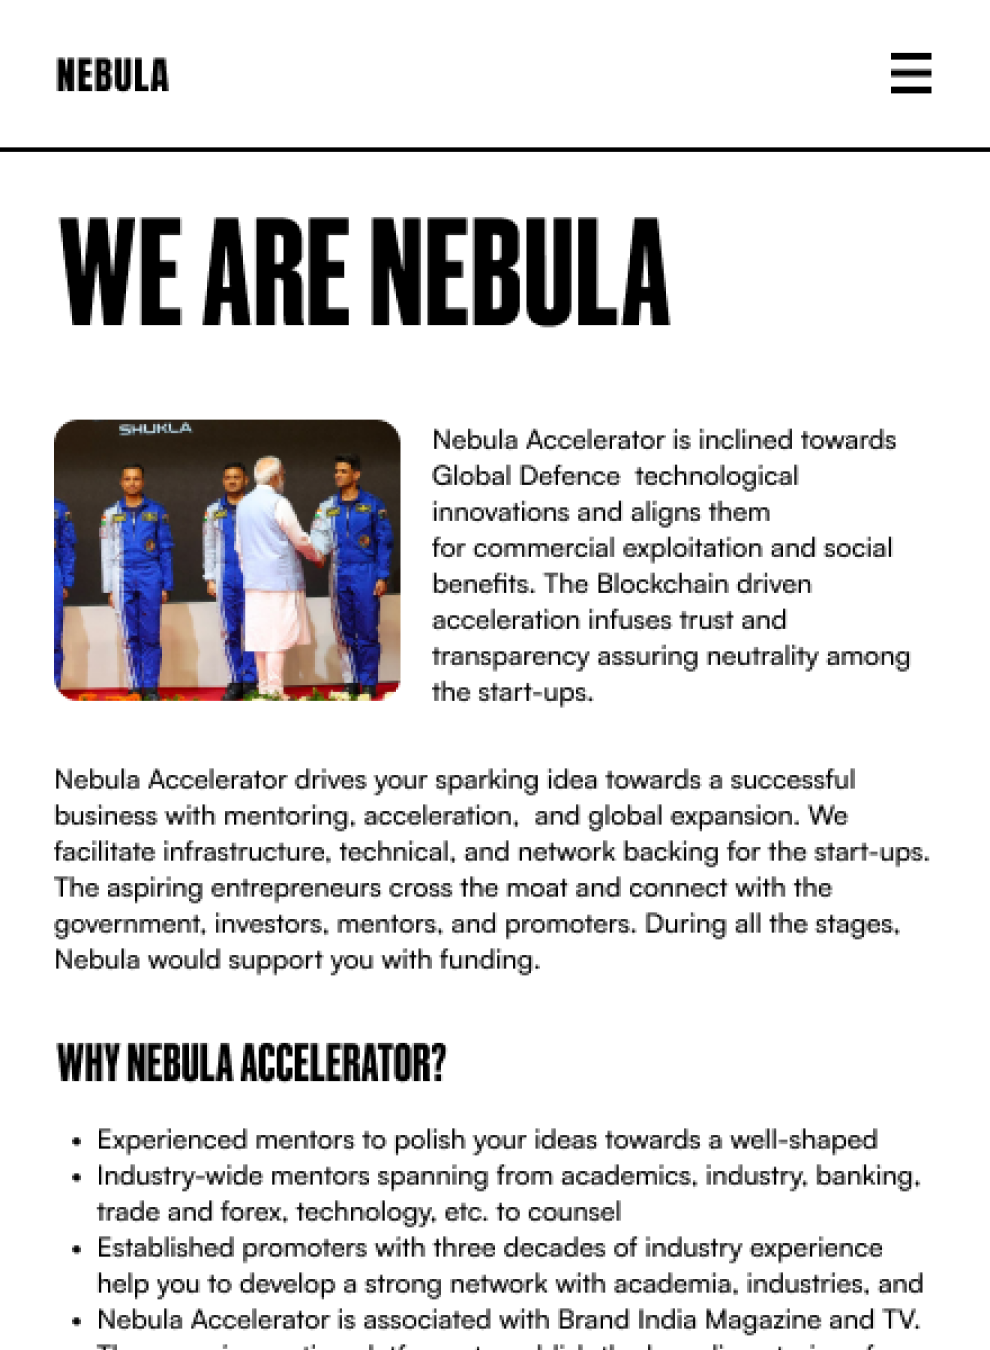 NEBULA
WE ARE NEBULA
SHUKLA
Nebula Accelerator is inclined towards
Global Defence  technological
innovations and aligns them
for commercial exploitation and social
benefits. The Blockchain driven
acceleration infuses trust and
transparency assuring neutrality among
the start-ups.
Nebula Accelerator drives your sparking idea towards a successful
business with mentoring, acceleration,  and global expansion. We
facilitate infrastructure, technical, and network backing for the start-ups.
The aspiring entrepreneurs cross the moat and connect with the
government, investors, mentors, and promoters. During all the stages,
Nebula would support you with funding.
WHY NEBULA ACCELERATOR?
• Experienced mentors to polish your ideas towards a well-shaped
• Industry-wide mentors spanning from academics, industry, banking,
trade and forex, technology, etc. to counsel
• Established promoters with three decades of industry experience
help you to develop a strong network with academia, industries, and
• Nebula Accelerator is associated with Brand India Magazine and TV.